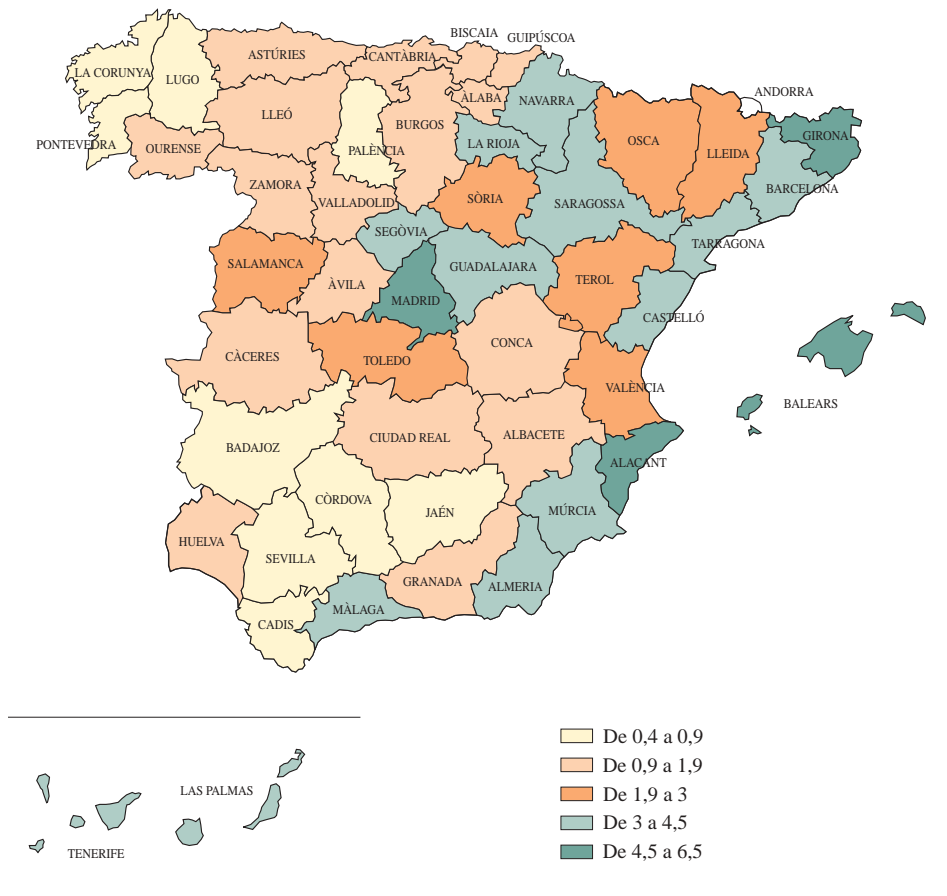 BISCAIA
GUIPÚSCOA
ASTÚRIES
CANTÀBRIA
LA CORUNYA
LUGO
ÀLABA
NAVARRA
ANDORRA
LLEÓ
BURGOS
GIRONA
PONTEVEDRA
OURENSE
PALÈNCIA
LA RIOJA
OSCA
LLEIDA
ZAMORA
VALLADOLID
SÒRIA
SARAGOSSA
BARCELONA
SEGÒVIA
TARRAGONA
SALAMANCA
GUADALAJARA
ÀVILA
MADRID
TEROL
CASTELLÓ
CÀCERES
TOLEDO
CONCA
VALÈNCIA
BALEARS
BADAJOZ
CIUDAD REAL
ALBACETE
ALACANT
CÒRDOVA
JAÉN
MÚRCIA
HUELVA
SEVILLA
GRANADA
ALMERIA
CADIS
MÀLAGA
LAS PALMAS
TENERIFE
De 0,4 a 0,9
De 0,9 a 1,9
De 1,9 a 3
De 3 a 4,5
De 4,5 a 6,5